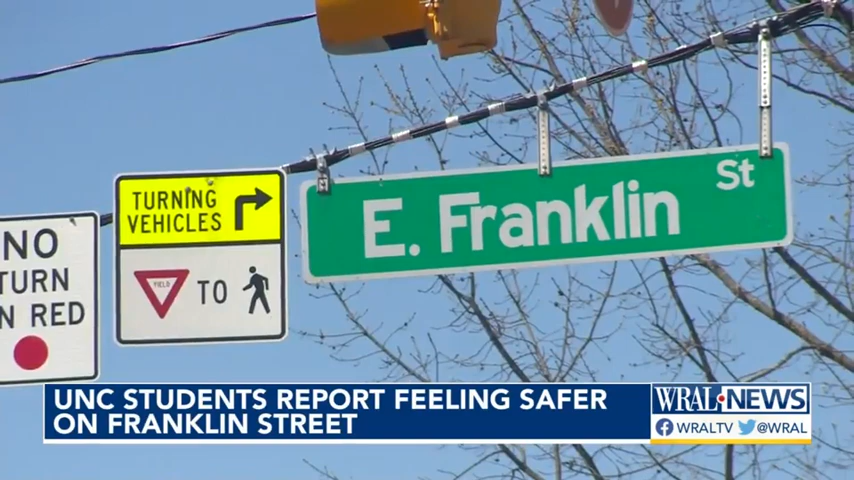 NO
TURN
N RED
TURNING
VEHICLES
YIELD
TO
E. Franklin St
UNC STUDENTS REPORT FEELING SAFER
ON FRANKLIN STREET
WRAL NEWS
WRALTV @WRAL